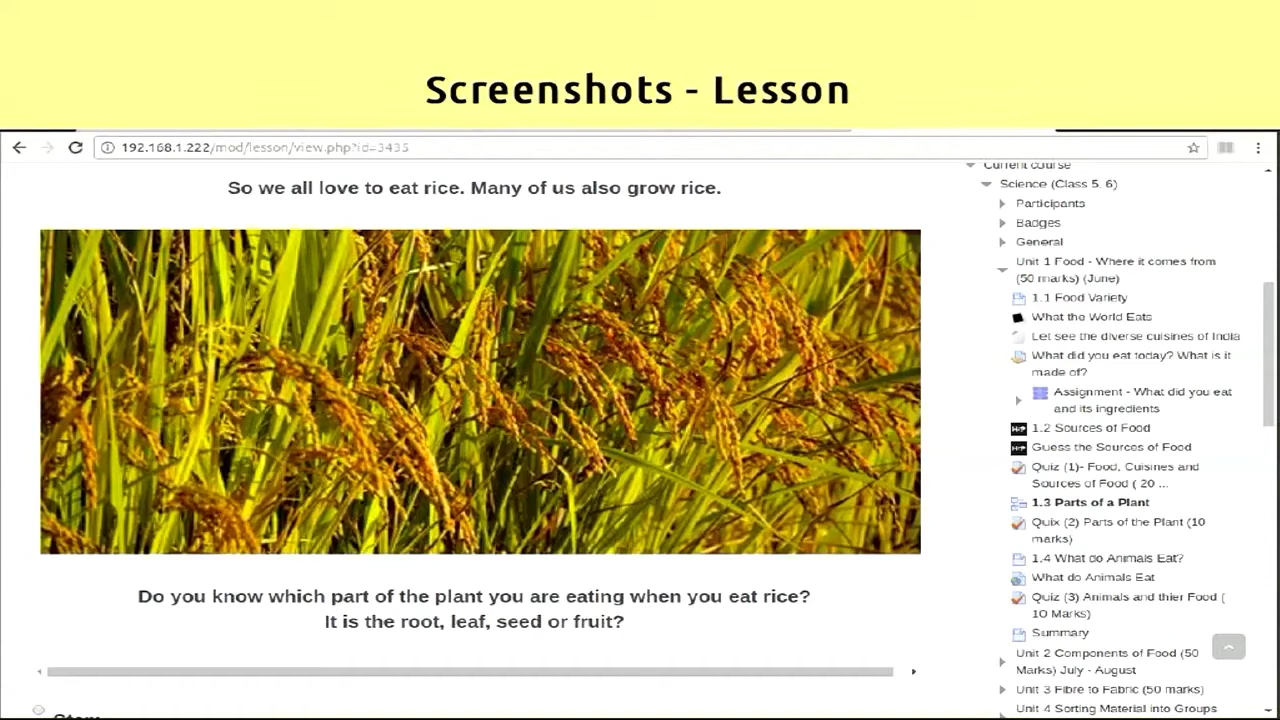 Screenshots - Lesson
192.168.1.222/mod/lesson/view.php?id=3435
So we all love to eat rice. Many of us also grow rice.
Do you know which part of the plant you are eating when you eat rice?
It is the root, leaf, seed or fruit?
Current course
Science (Class 5, 6)
Participants
Badges
General
Unit 1 Food - Where it comes from
(50 marks) (June)
1.1 Food Variety
What the World Eats
Let see the diverse cuisines of India
What did you eat today? What is it
made of?
Assignment - What did you eat
and its ingredients
1.2 Sources of Food
Guess the Sources of Food
Quiz (1)- Food, Cuisines and
Sources of Food ( 20 ...
1.3 Parts of a Plant
Quix (2) Parts of the Plant (10
marks)
1.4 What do Animals Eat?
What do Animals Eat
Quiz (3) Animals and thier Food (
10 Marks)
Summary
Unit 2 Components of Food (50
Marks) July - August
Unit 3 Fibre to Fabric (50 marks)
Unit 4 Sorting Material into Groups